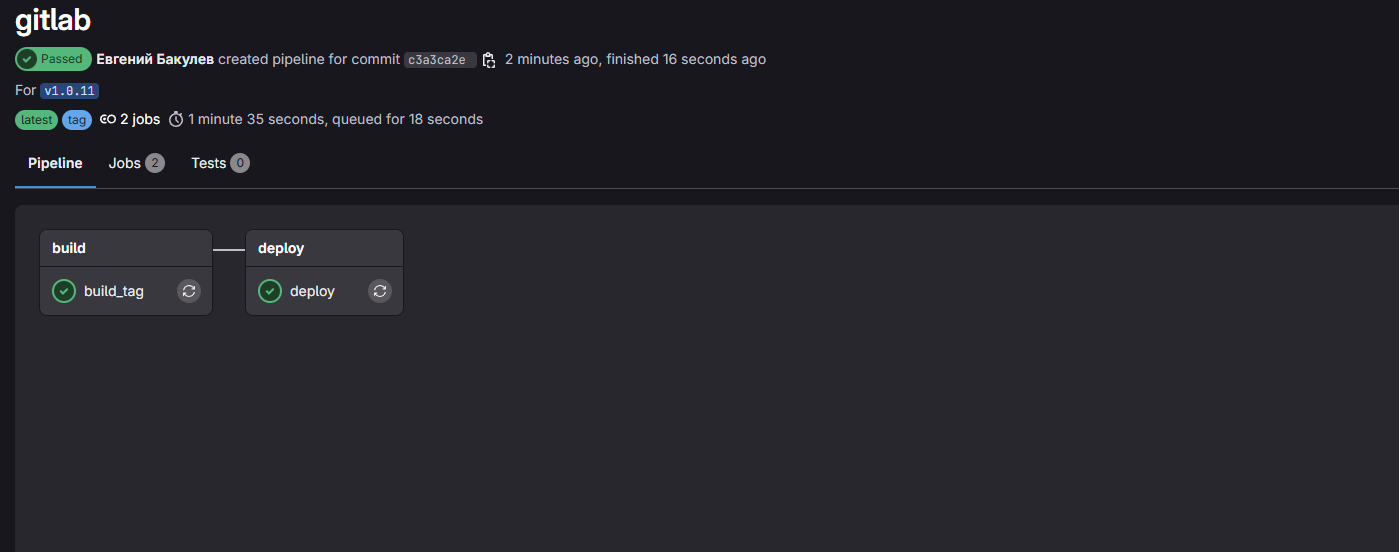 gitlab
Passed Евгений Бакулев created pipeline for commit c3a3ca2e 2 minutes ago, finished 16 seconds ago
For v1.0.11
latest tag 2 jobs 1 minute 35 seconds, queued for 18 seconds
Pipeline Jobs 2 Tests 0
build deploy
build_tag deploy